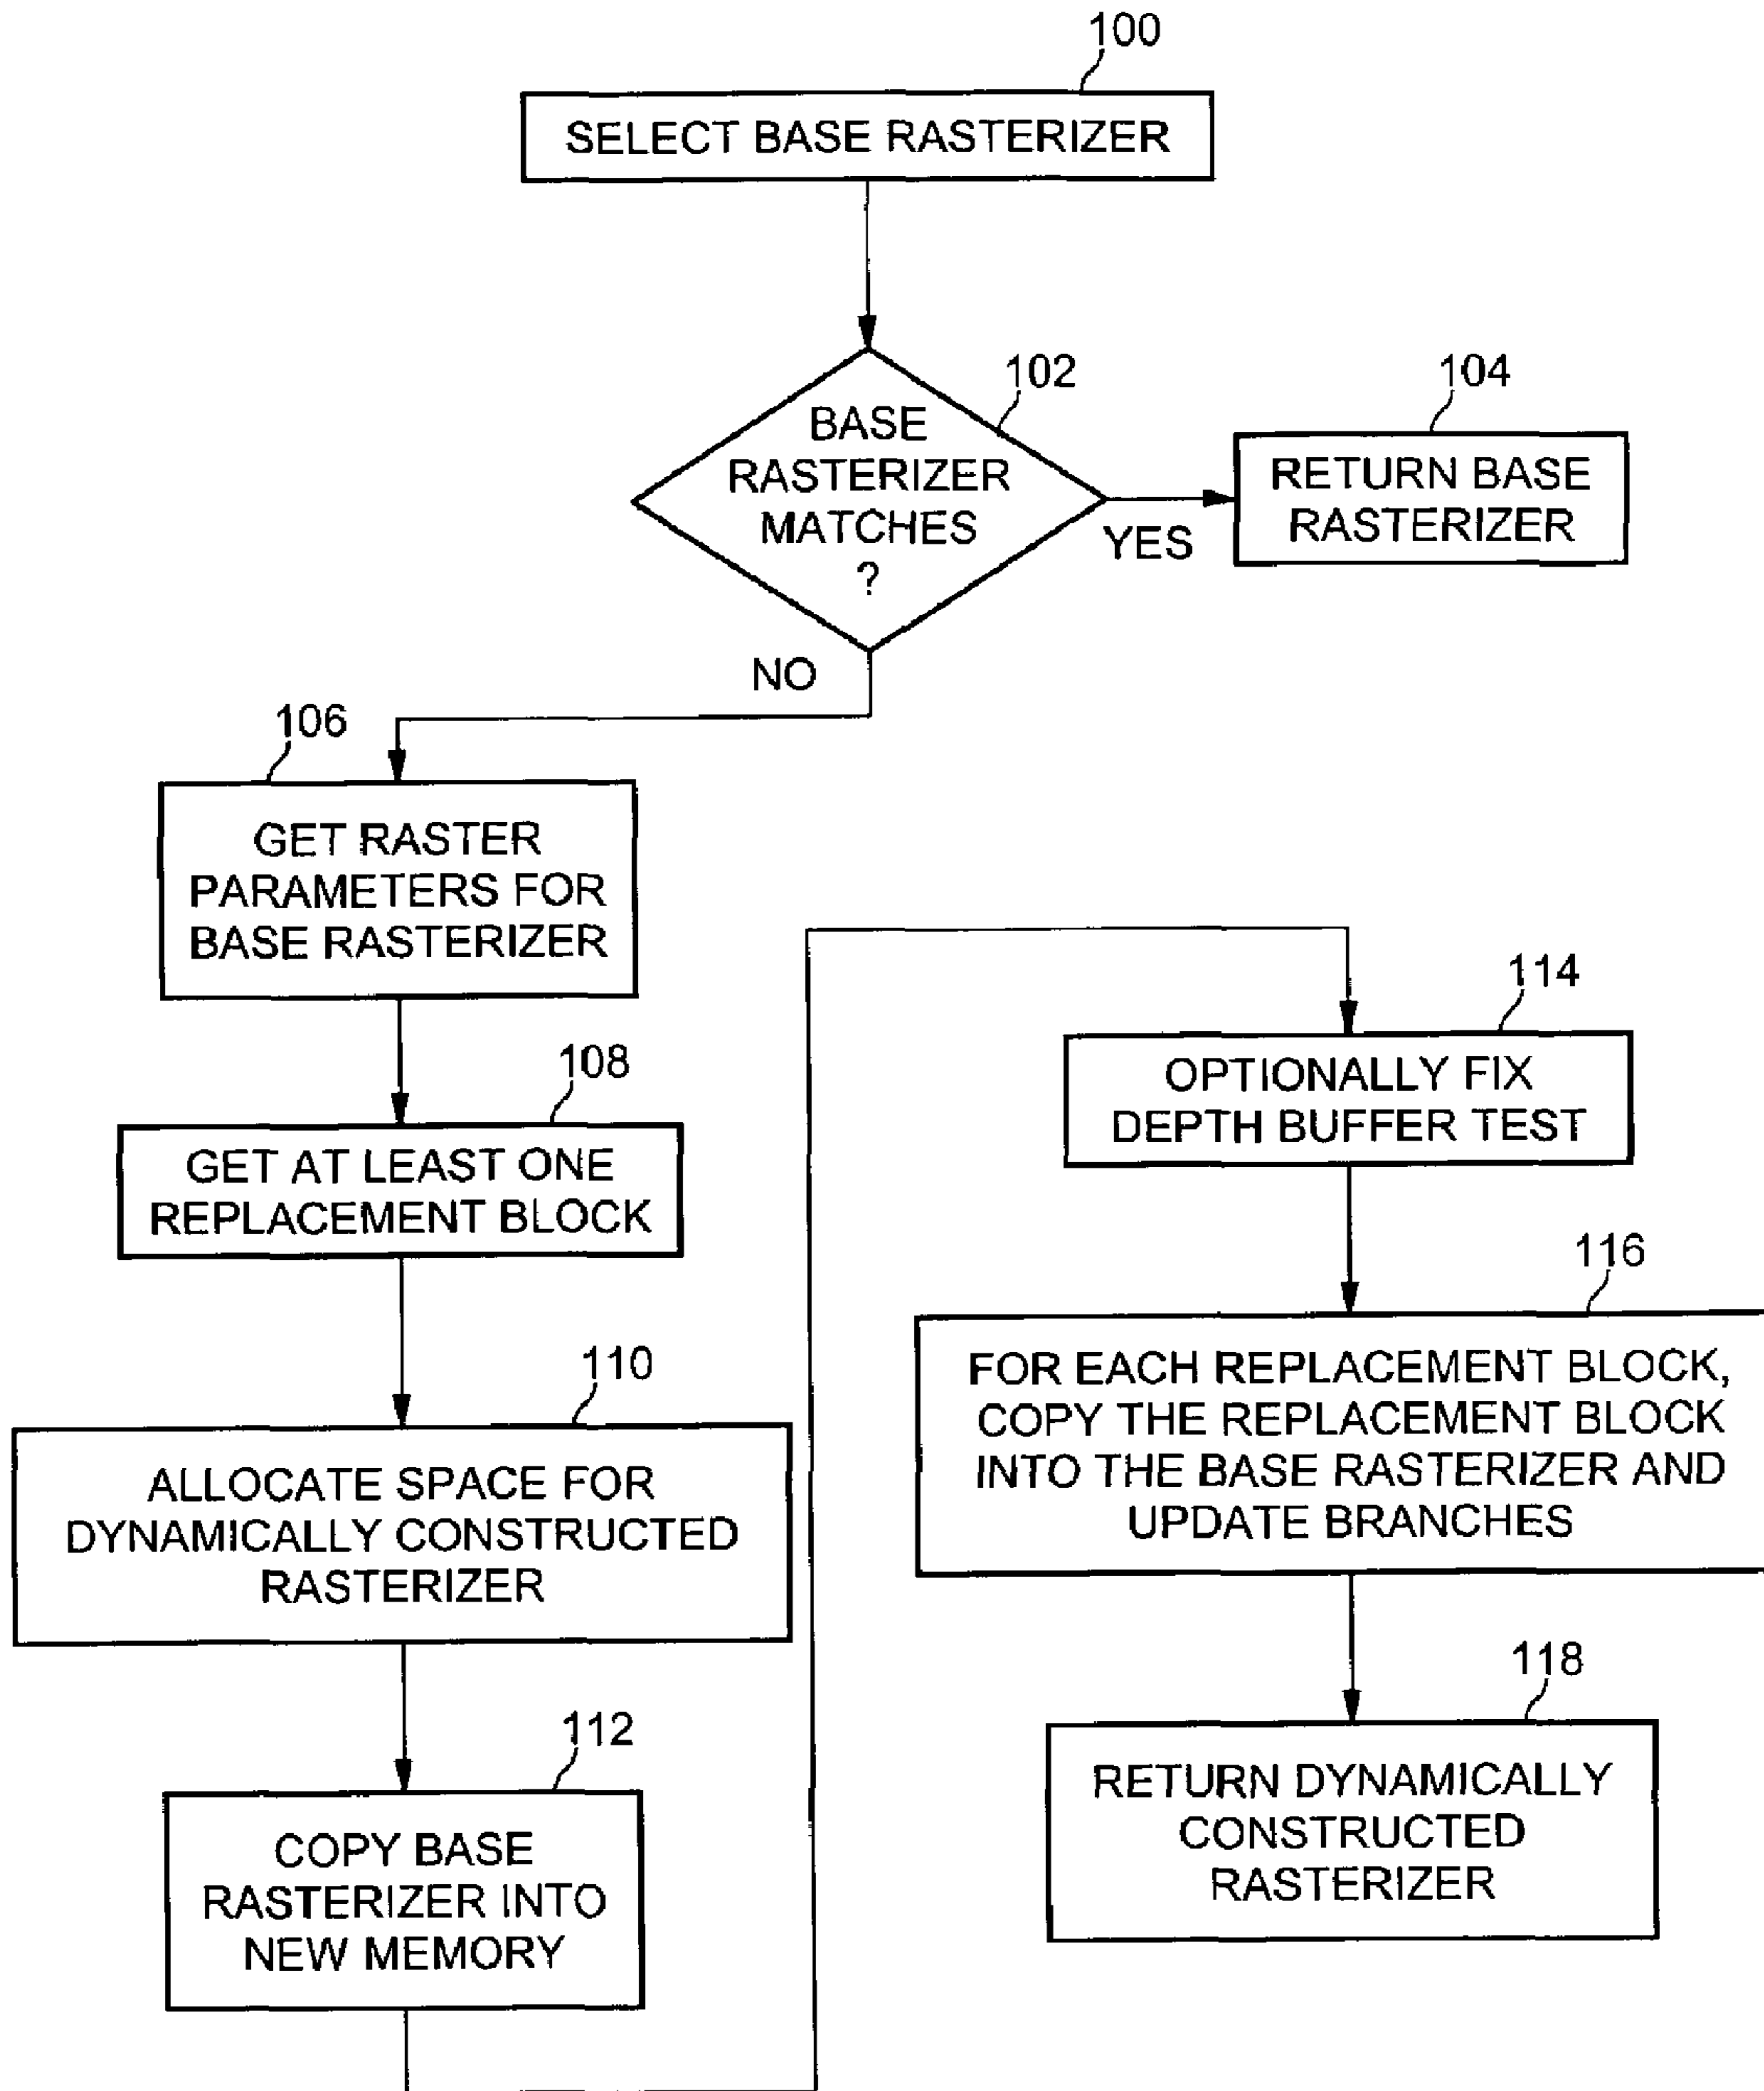 100
SELECT BASE RASTERIZER
102
BASE
RASTERIZER
MATCHES
?
YES
104
RETURN BASE
RASTERIZER
NO
106
GET RASTER
PARAMETERS FOR
BASE RASTERIZER
108
GET AT LEAST ONE
REPLACEMENT BLOCK
110
ALLOCATE SPACE FOR
DYNAMICALLY CONSTRUCTED
RASTERIZER
112
COPY BASE
RASTERIZER INTO
NEW MEMORY
114
OPTIONALLY FIX
DEPTH BUFFER TEST
116
FOR EACH REPLACEMENT BLOCK,
COPY THE REPLACEMENT BLOCK
INTO THE BASE RASTERIZER AND
UPDATE BRANCHES
118
RETURN DYNAMICALLY
CONSTRUCTED
RASTERIZER